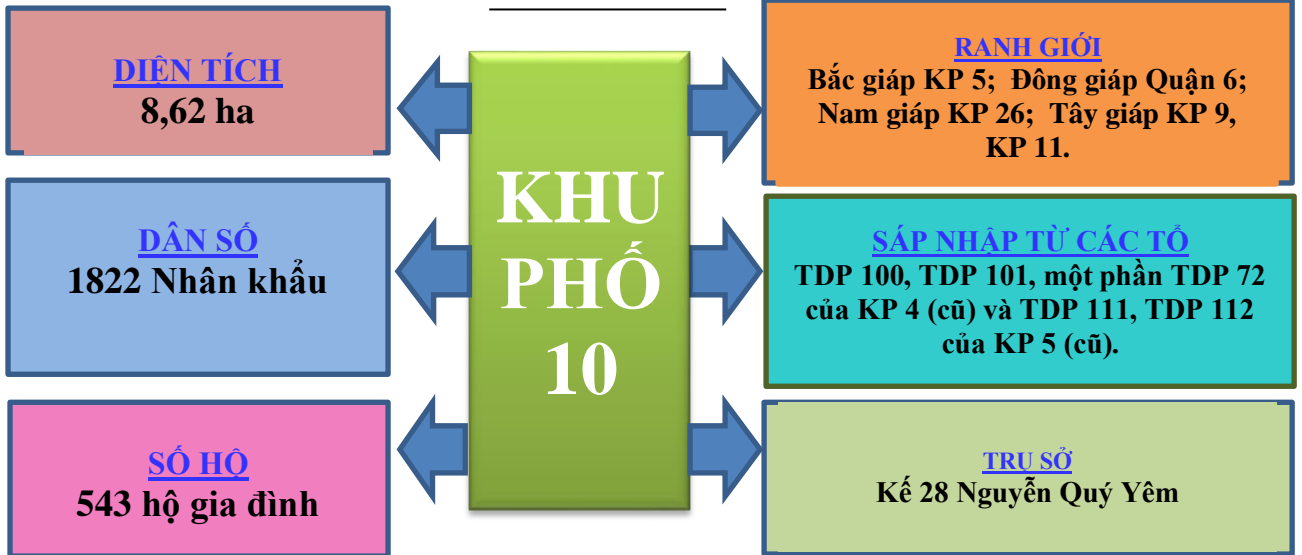 DIỆN TÍCH
8,62 ha
DÂN SỐ
1822 Nhân khẩu
SỐ HỘ
543 hộ gia đình
KHU
PHỐ
10
RANH GIỚI
Bắc giáp KP 5; Đông giáp Quận 6;
Nam giáp KP 26; Tây giáp KP 9,
KP 11.
SÁP NHẬP TỪ CÁC TỔ
TDP 100, TDP 101, một phần TDP 72
của KP 4 (cũ) và TDP 111, TDP 112
của KP 5 (cũ).
TRỤ SỞ
Kế 28 Nguyễn Quý Yêm